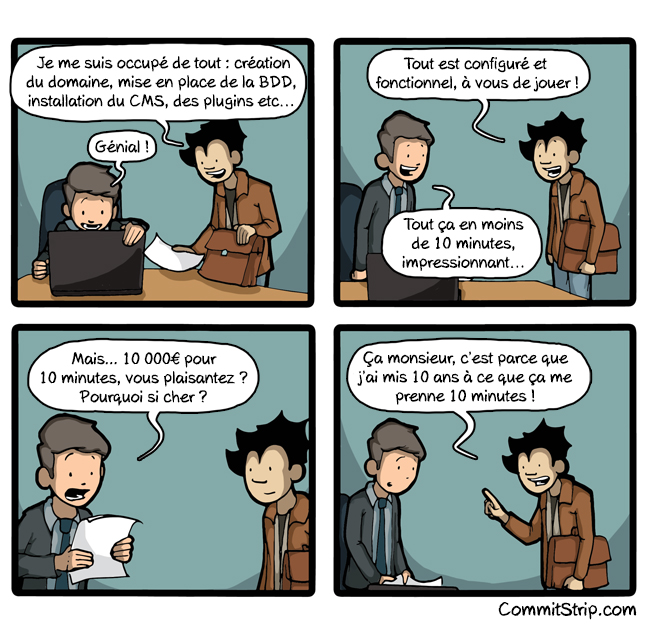 Je me suis occupé de tout : création
du domaine, mise en place de la BDD,
installation du CMS, des plugins etc...
Génial !
Tout est configuré et
fonctionnel, à vous de jouer !
Tout ça en moins
de 10 minutes,
impressionnant...
Mais... 10 000€ pour
10 minutes, vous plaisantez ?
Pourquoi si cher ?
Ça monsieur, c'est parce que
j'ai mis 10 ans à ce que ça me
prenne 10 minutes !
CommitStrip.com